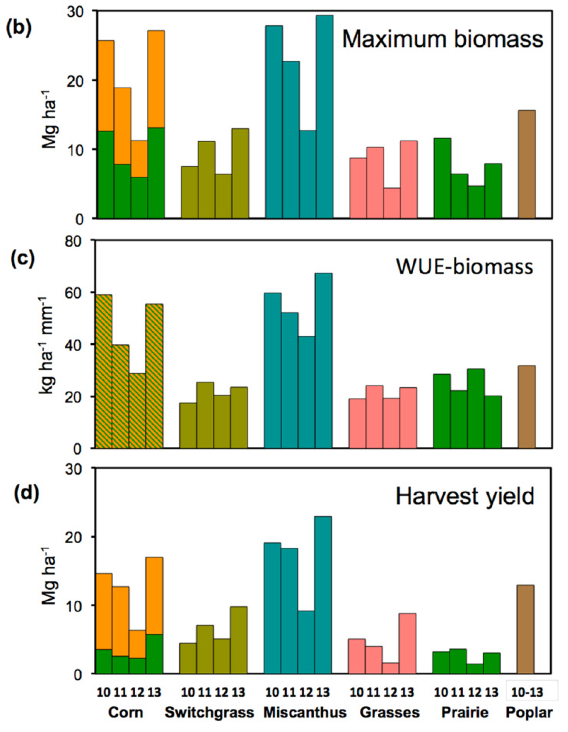 (b)
Maximum biomass
Mg ha-1
30
20
10
0
(c)
WUE-biomass
kg ha-1 mm-1
80
60
40
20
0
(d)
Harvest yield
Mg ha-1
30
20
10
0
10 11 12 13 10 11 12 13 10 11 12 13 10 11 12 13 10 11 12 13 10-13
Corn Switchgrass Miscanthus Grasses Prairie Poplar